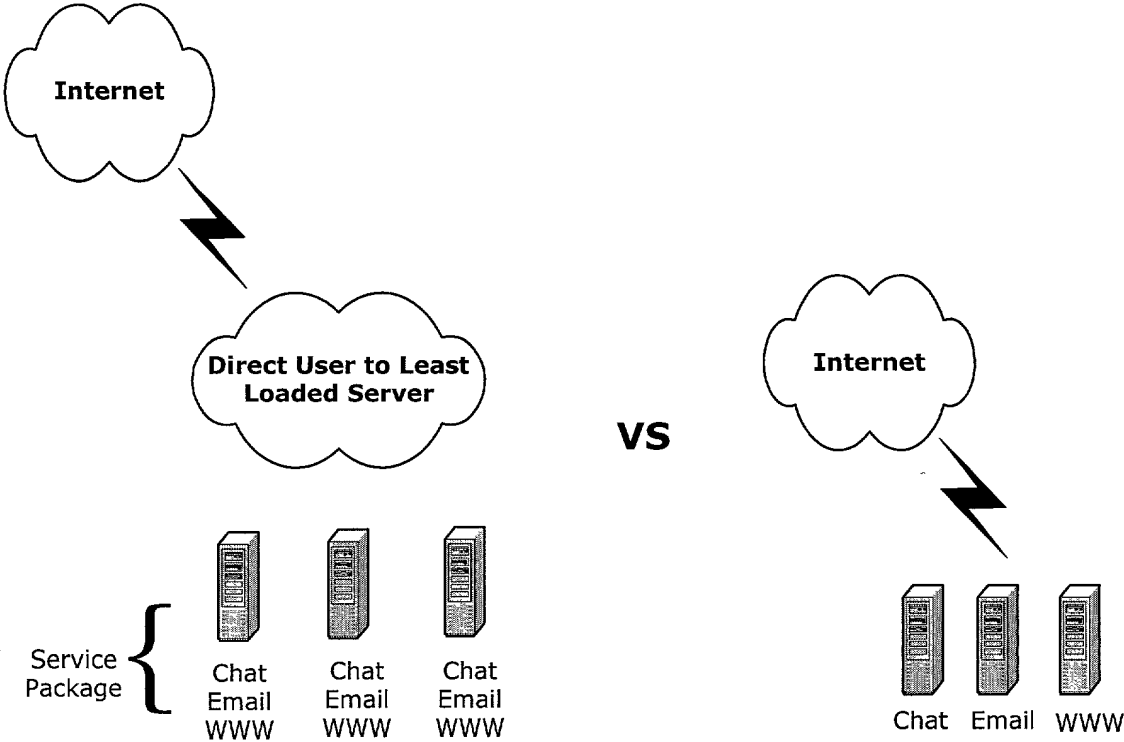 Internet
Direct User to Least
Loaded Server
VS
Internet
Service
Package
Chat
Email
WWW
Chat
Email
WWW
Chat
Email
WWW
Chat
Email
WWW